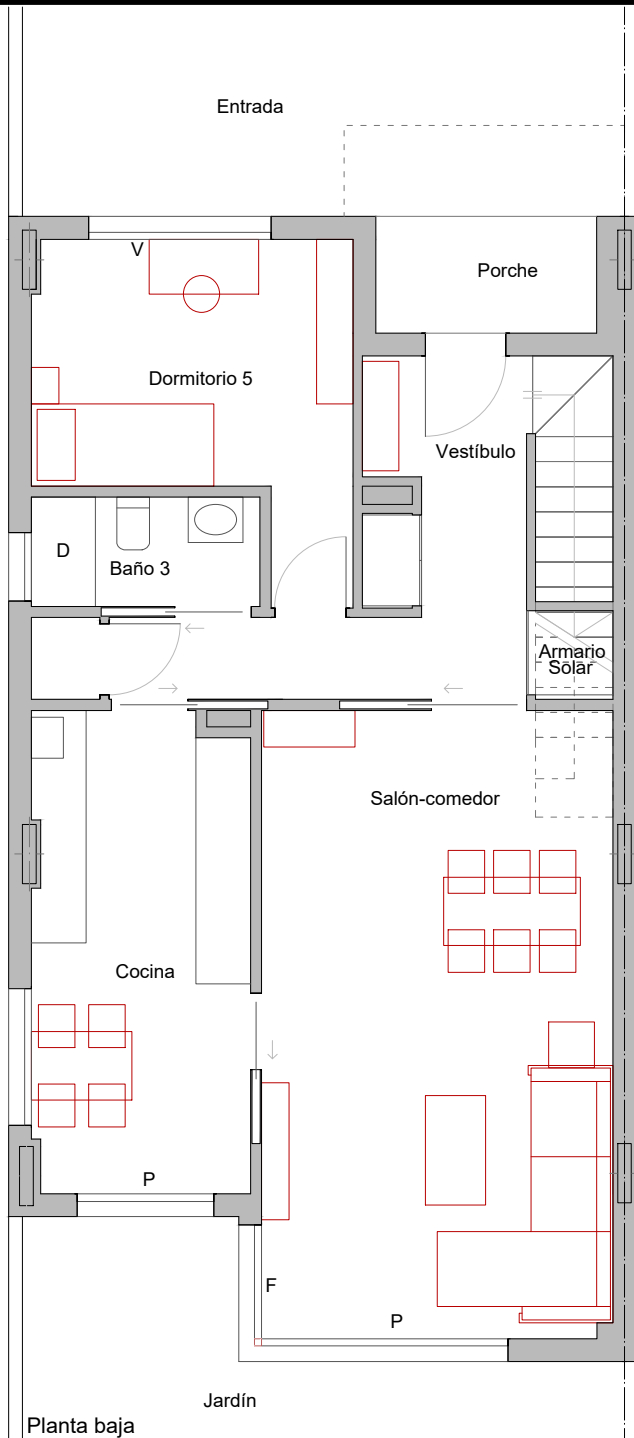 Entrada
V
Porche
Dormitorio 5
Vestíbulo
D
Baño 3
Armario
Solar
Salón-comedor
Cocina
P
F
P
Jardín
Planta baja